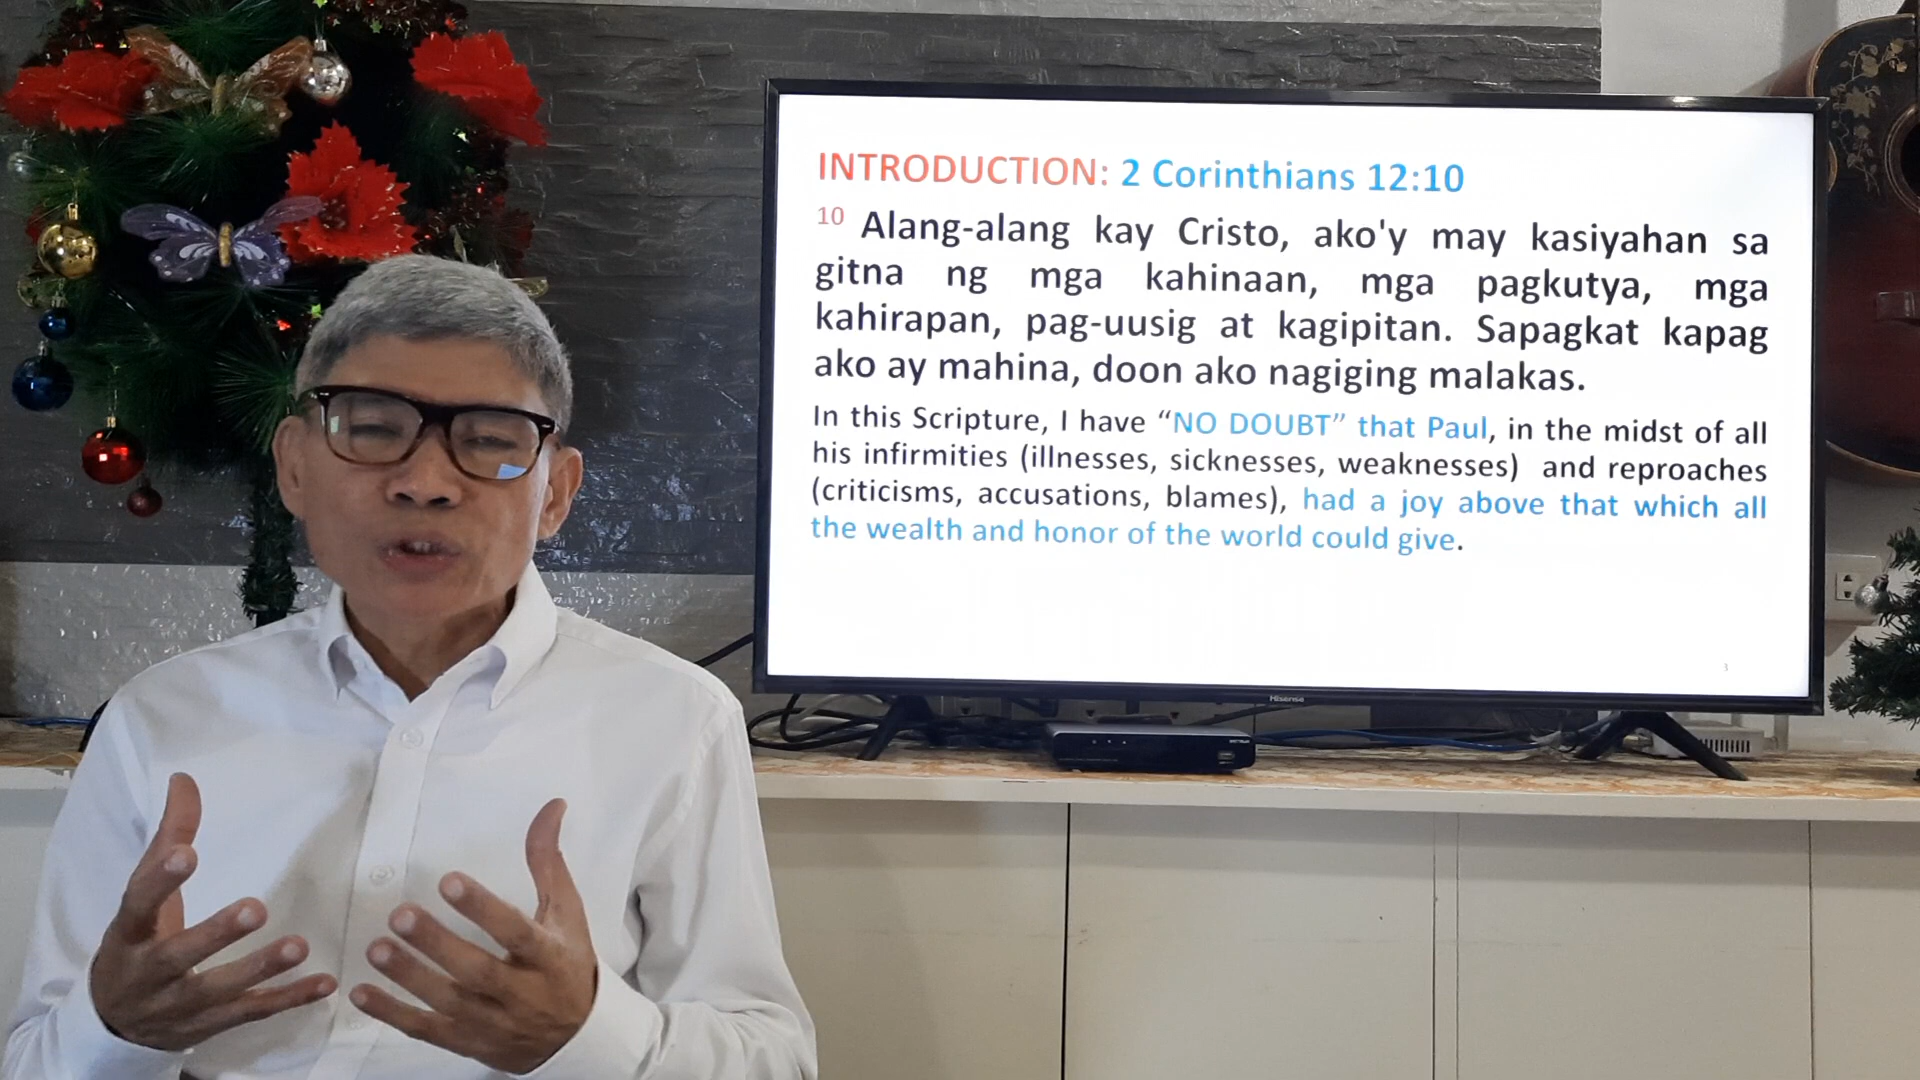 INTRODUCTION: 2 Corinthians 12:10
10 Alang-alang kay Cristo, ako'y may kasiyahan sa
gitna ng mga kahinaan, mga pagkutya, mga
kahirapan, pag-uusig at kagipitan. Sapagkat kapag
ako ay mahina, doon ako nagiging malakas.
In this Scripture, I have “NO DOUBT” that Paul, in the midst of all
his infirmities (illnesses, sicknesses, weaknesses) and reproaches
(criticisms, accusations, blames), had a joy above that which all
the wealth and honor of the world could give.
3
Hisense